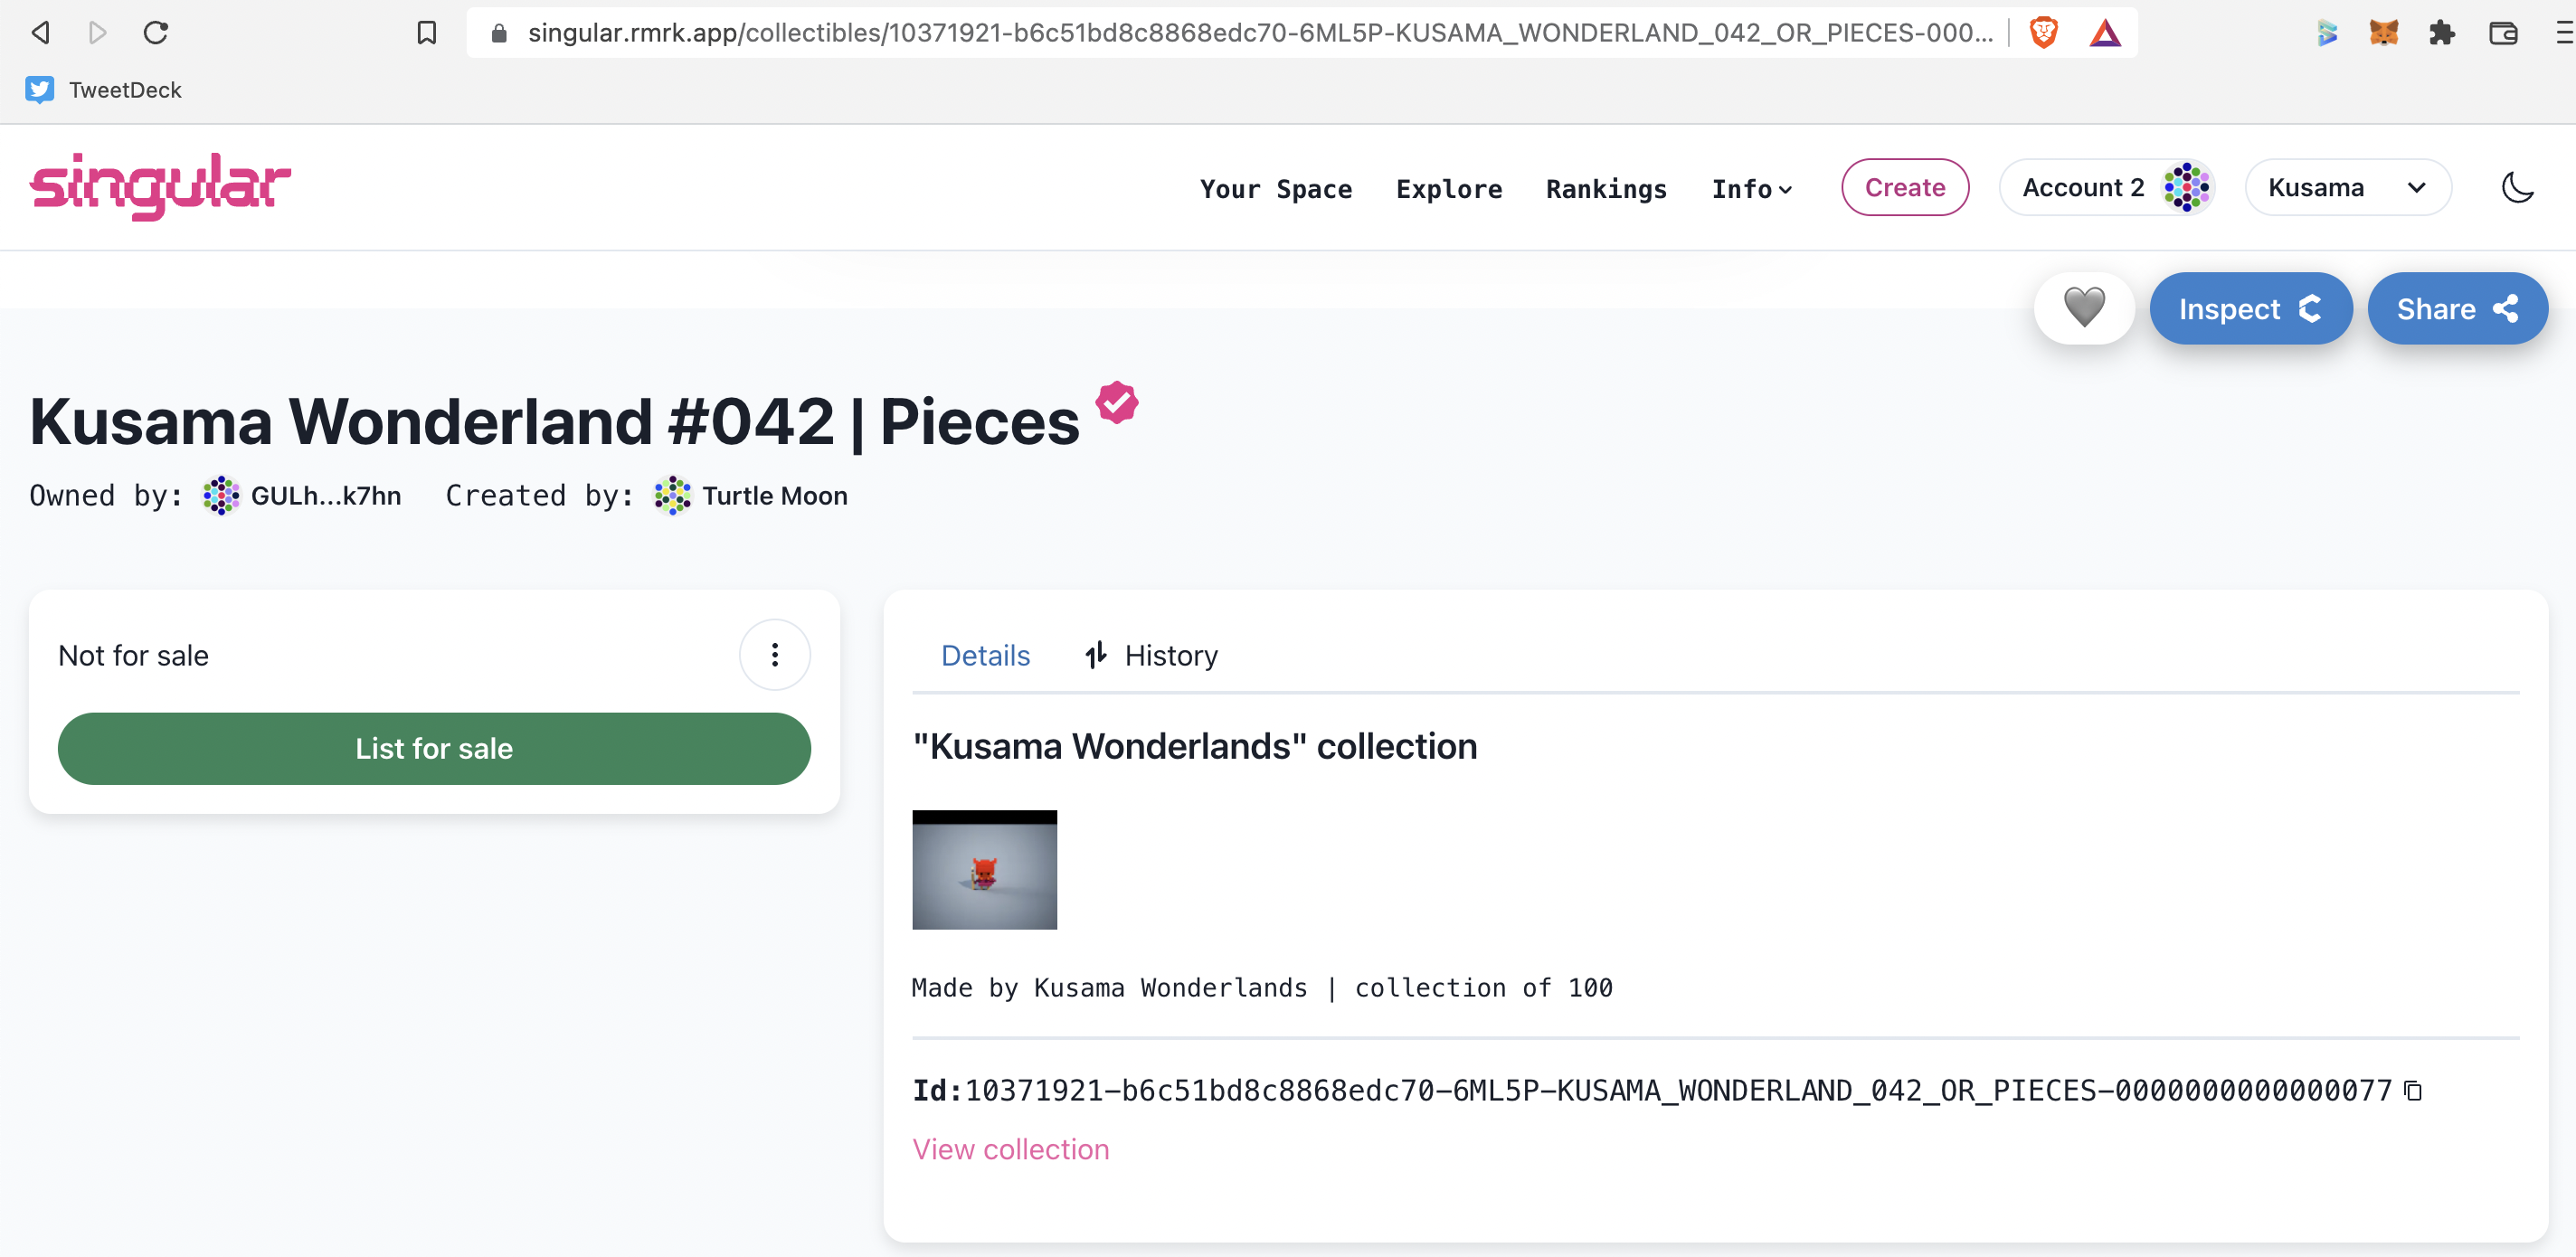 singular.rmrk.app/collectibles/10371921-b6c51bd8c8868edc70-6ML5P-KUSAMA_WONDERLAND_042_OR_PIECES-000...
TweetDeck
singular
Your Space Explore Rankings Info Create Account 2 Kusama
Inspect Share
Kusama Wonderland #042 | Pieces
Owned by: GULh...k7hn Created by: Turtle Moon
Not for sale
List for sale
Details History
"Kusama Wonderlands" collection
Made by Kusama Wonderlands | collection of 100
Id:10371921-b6c51bd8c8868edc70-6ML5P-KUSAMA_WONDERLAND_042_OR_PIECES-0000000000000077
View collection